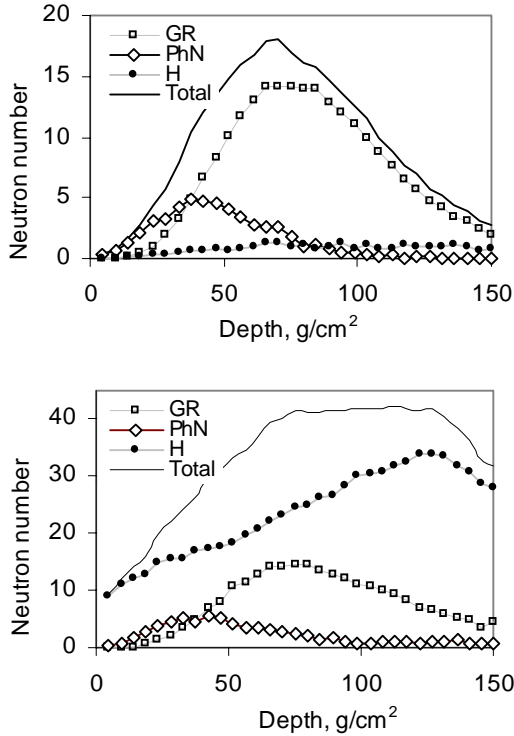 20
15
10
5
0
Neutron number
GR
PhN
H
Total
0 50 100 150
Depth, g/cm²
40
30
20
10
0
Neutron number
GR
PhN
H
Total
0 50 100 150
Depth, g/cm²